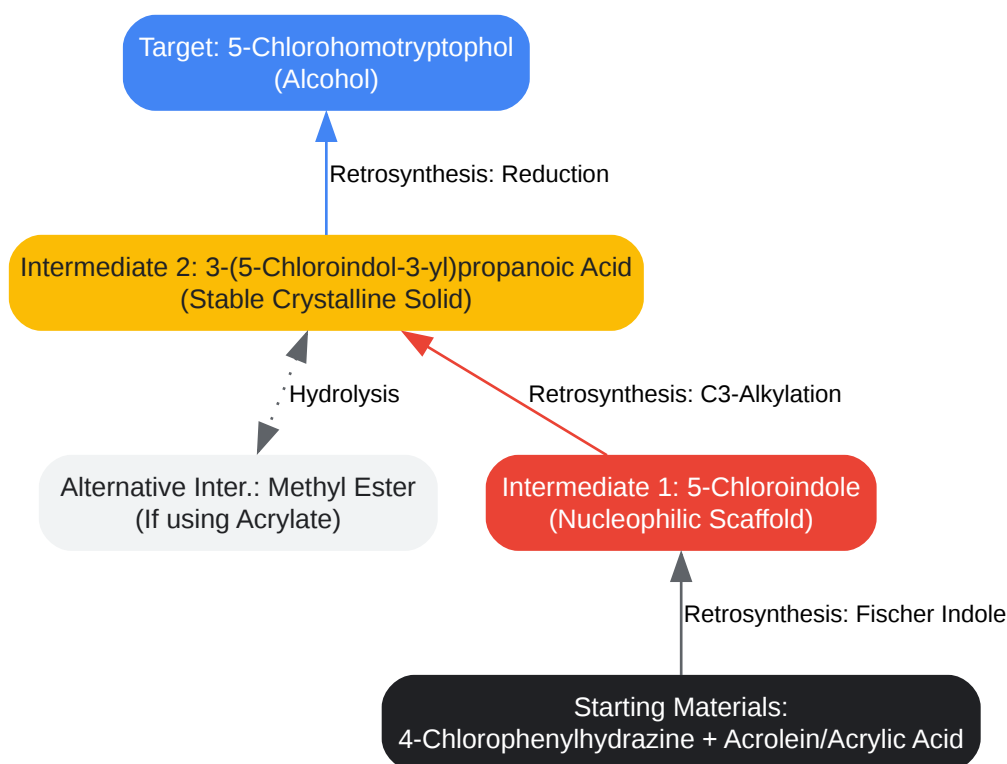 Target: 5-Chlorohomotryptophol
(Alcohol)
Retrosynthesis: Reduction
Intermediate 2: 3-(5-Chloroindol-3-yl)propanoic Acid
(Stable Crystalline Solid)
Hydrolysis
Retrosynthesis: C3-Alkylation
Alternative Inter.: Methyl Ester
(If using Acrylate)
Intermediate 1: 5-Chloroindole
(Nucleophilic Scaffold)
Retrosynthesis: Fischer Indole
Starting Materials:
4-Chlorophenylhydrazine + Acrolein/Acrylic Acid